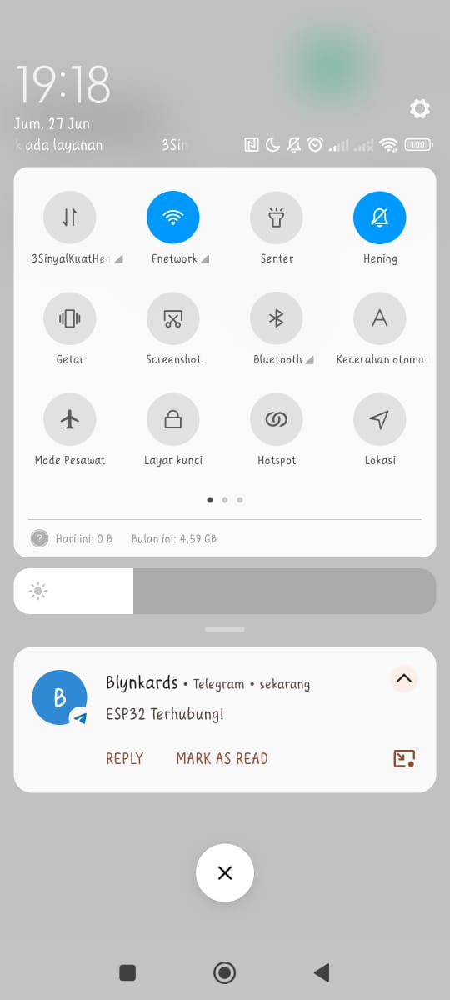 19:18
Jum, 27 Jun
k ada layanan 3Sin
100
3SinyalKuatHen
Fnetwork
Senter
Hening
Getar
Screenshot
Bluetooth
Kecerahan otomat
Mode Pesawat
Layar kunci
Hotspot
Lokasi
Hari ini: 0 B Bulan ini: 4,59 GB
B
Blynkards • Telegram • sekarang
ESP32 Terhubung!
REPLY MARK AS READ